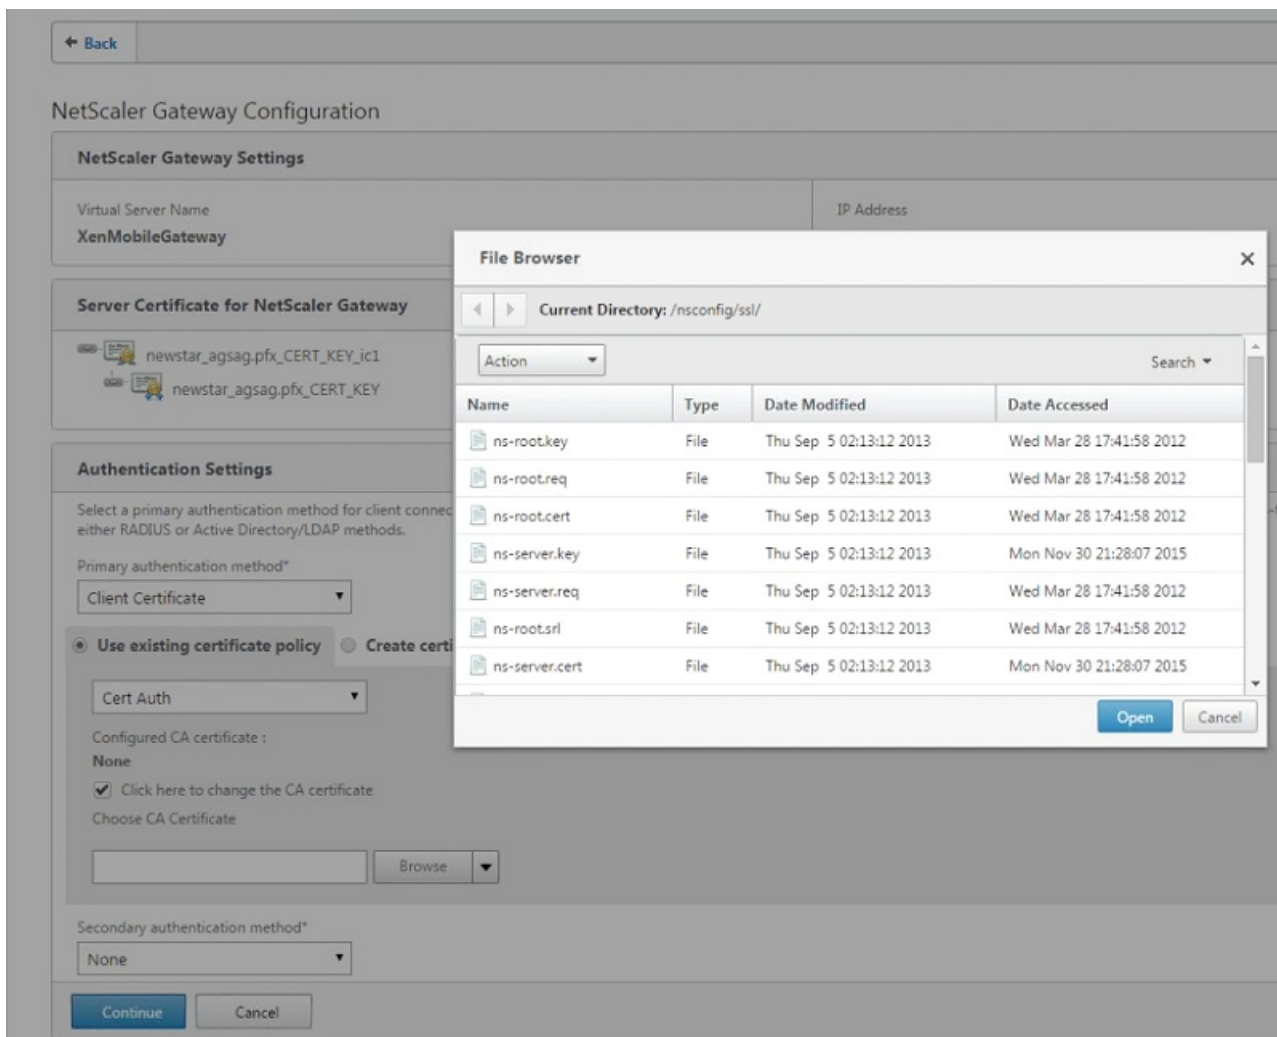 Back
NetScaler Gateway Configuration
NetScaler Gateway Settings
Virtual Server Name
IP Address
XenMobileGateway
Server Certificate for NetScaler Gateway
newstar_agsag.pfx_CERT_KEY_ic1
newstar_agsag.pfx_CERT_KEY
Authentication Settings
Select a primary authentication method for client connec
either RADIUS or Active Directory/LDAP methods.
Primary authentication method*
Client Certificate
Use existing certificate policy Create certi
Cert Auth
Configured CA certificate :
None
Click here to change the CA certificate
Choose CA Certificate
Browse
Secondary authentication method*
None
Continue Cancel
File Browser
Current Directory: /nsconfig/ssl/
Action Search
Name Type Date Modified Date Accessed
ns-root.key File Thu Sep 5 02:13:12 2013 Wed Mar 28 17:41:58 2012
ns-root.req File Thu Sep 5 02:13:12 2013 Wed Mar 28 17:41:58 2012
ns-root.cert File Thu Sep 5 02:13:12 2013 Wed Mar 28 17:41:58 2012
ns-server.key File Thu Sep 5 02:13:12 2013 Mon Nov 30 21:28:07 2015
ns-server.req File Thu Sep 5 02:13:12 2013 Wed Mar 28 17:41:58 2012
ns-root.srl File Thu Sep 5 02:13:12 2013 Wed Mar 28 17:41:58 2012
ns-server.cert File Thu Sep 5 02:13:12 2013 Mon Nov 30 21:28:07 2015
Open Cancel